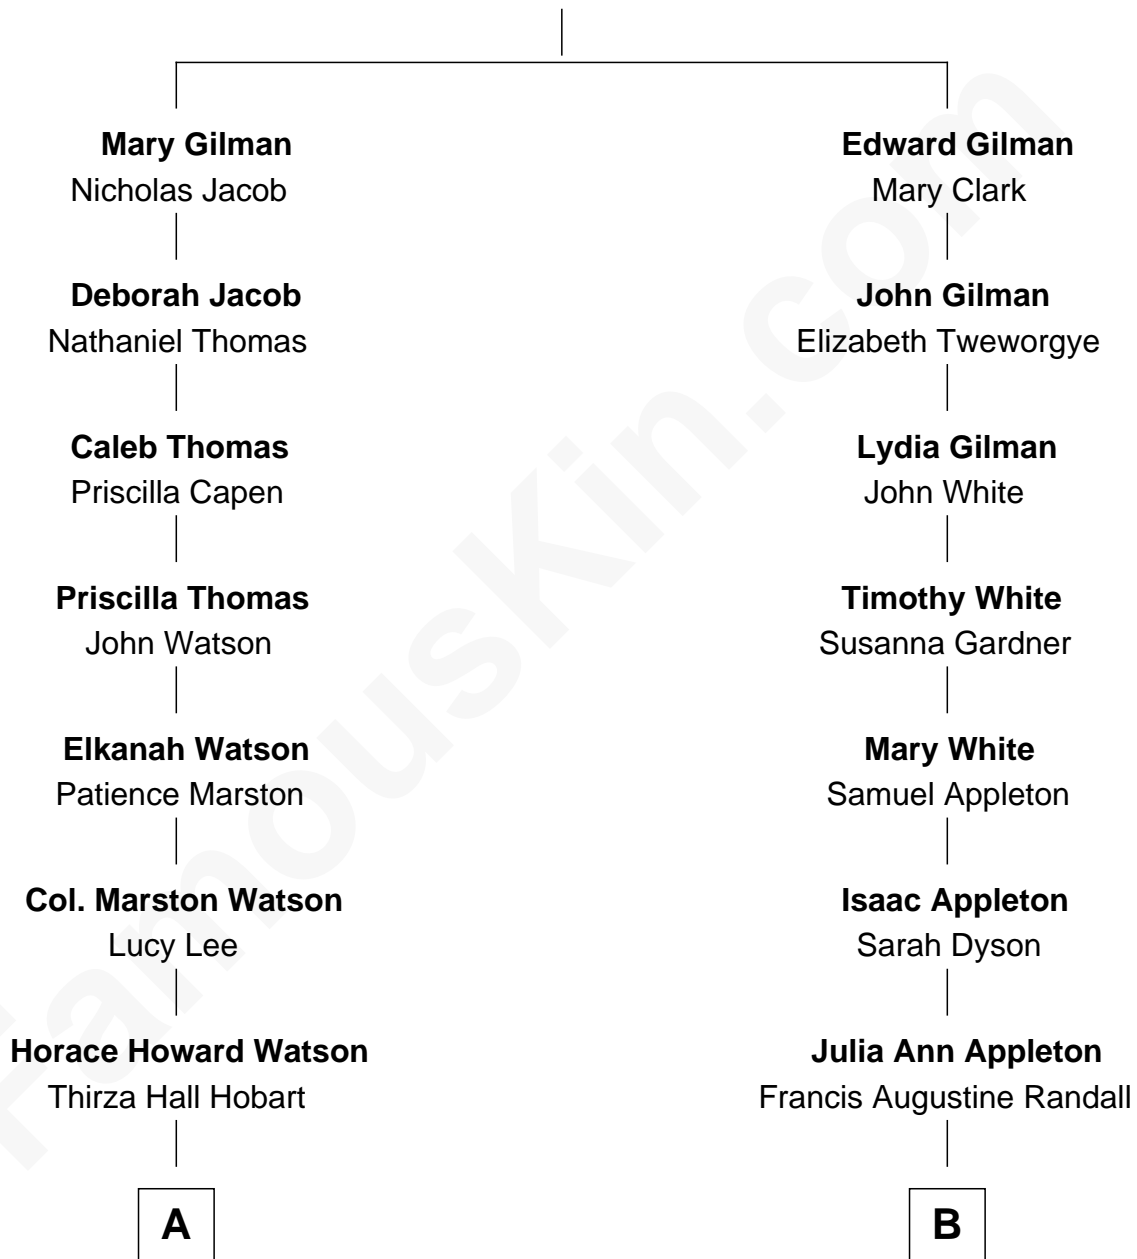 Mary Gilman
Nicholas Jacob
Deborah Jacob
Nathaniel Thomas
Caleb Thomas
Priscilla Capen
Priscilla Thomas
John Watson
Elkanah Watson
Patience Marston
Col. Marston Watson
Lucy Lee
Horace Howard Watson
Thirza Hall Hobart
A
Edward Gilman
Mary Clark
John Gilman
Elizabeth Tweworgye
Lydia Gilman
John White
Timothy White
Susanna Gardner
Mary White
Samuel Appleton
Isaac Appleton
Sarah Dyson
Julia Ann Appleton
Francis Augustine Randall
B
FamousKin.com